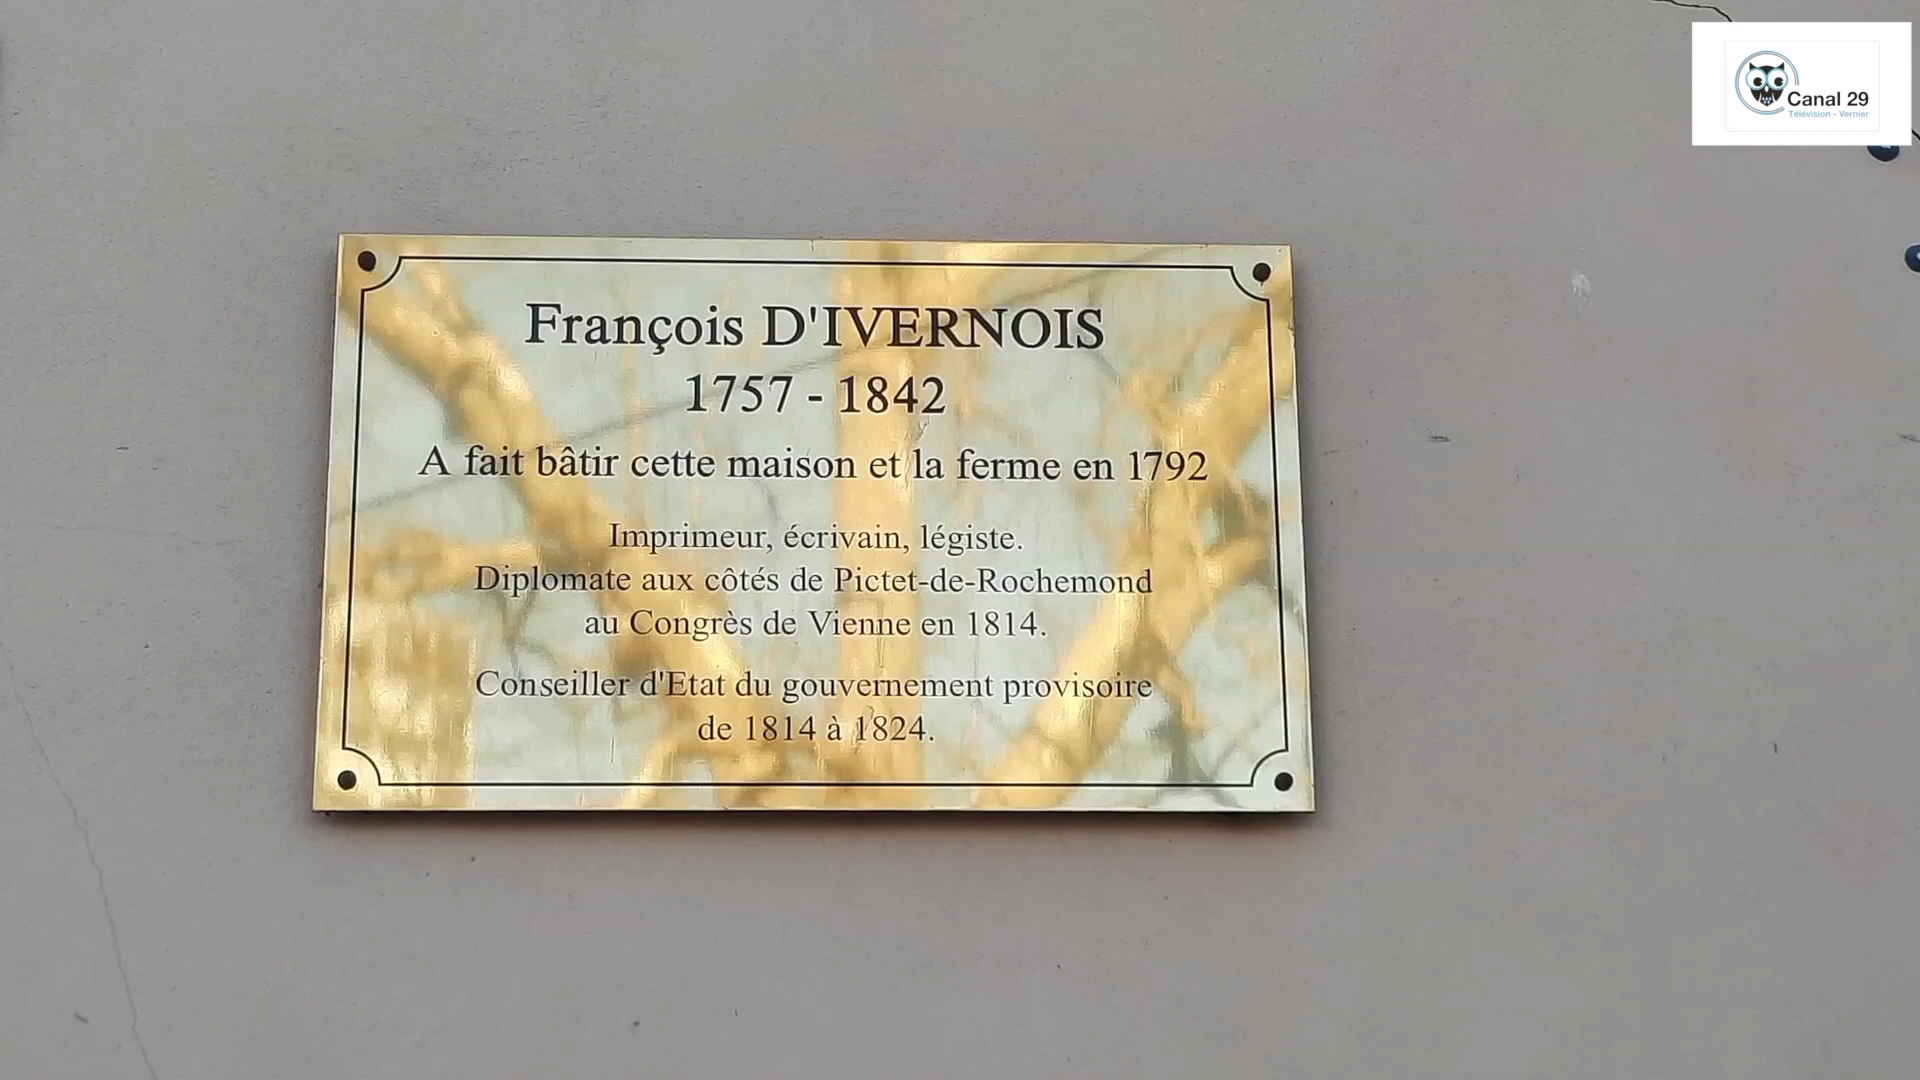 Canal 29
Télévision - Vernier
François D'IVERNOIS
1757 - 1842
A fait bâtir cette maison et la ferme en 1792
Imprimeur, écrivain, légiste.
Diplomate aux côtés de Pictet-de-Rochemond
au Congrès de Vienne en 1814.
Conseiller d'Etat du gouvernement provisoire
de 1814 à 1824.